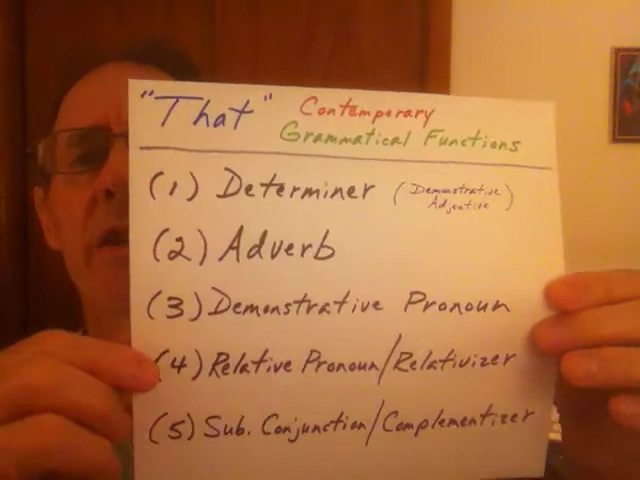 "That" Contemporary
Grammatical Functions
(1) Determiner (Demonstrative
Adjective)
(2) Adverb
(3) Demonstrative Pronoun
(4) Relative Pronoun/Relativizer
(5) Sub. Conjunction/Complementizer